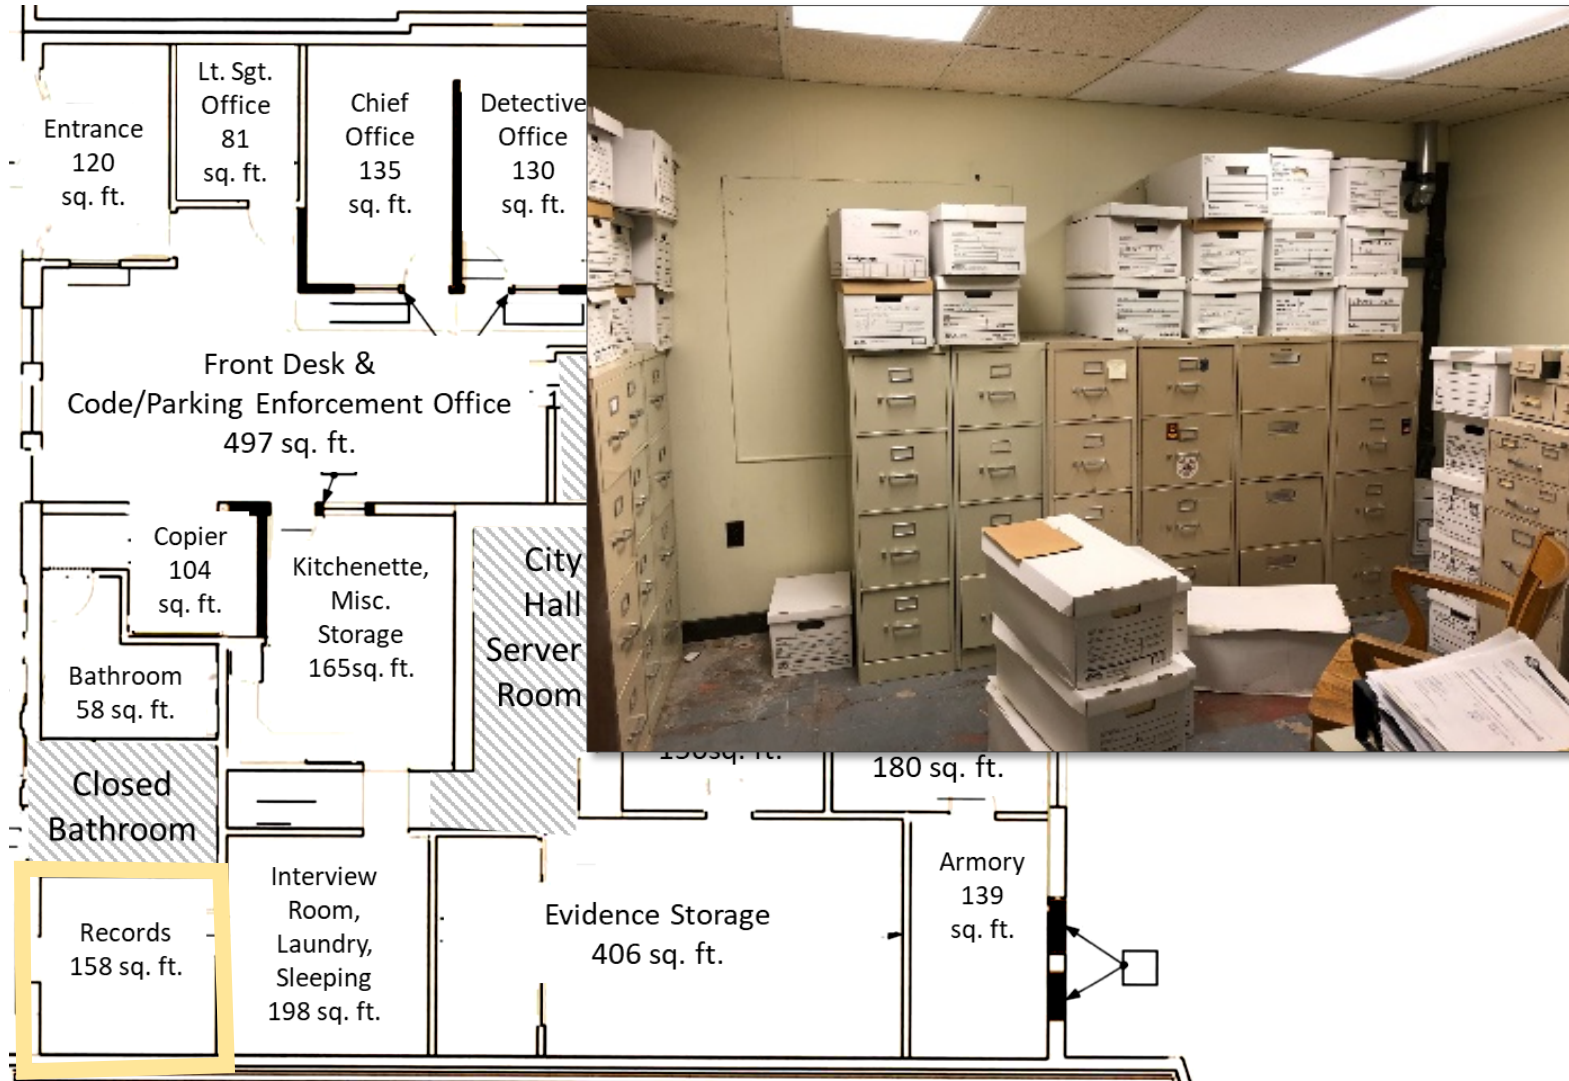 Entrance
120
sq. ft.
Lt. Sgt.
Office
81
sq. ft.
Chief
Office
135
sq. ft.
Detective
Office
130
sq. ft.
Front Desk &
Code/Parking Enforcement Office
497 sq. ft.
1
Copier
104
sq. ft.
Kitchenette,
Misc.
Storage
165sq. ft.
City
Hall
Server
Room
Bathroom
58 sq. ft.
Closed
Bathroom
sq. ft.
180 sq. ft.
Records
158 sq. ft.
Interview
Room,
Laundry,
Sleeping
198 sq. ft.
Evidence Storage
406 sq. ft.
Armory
139
sq. ft.